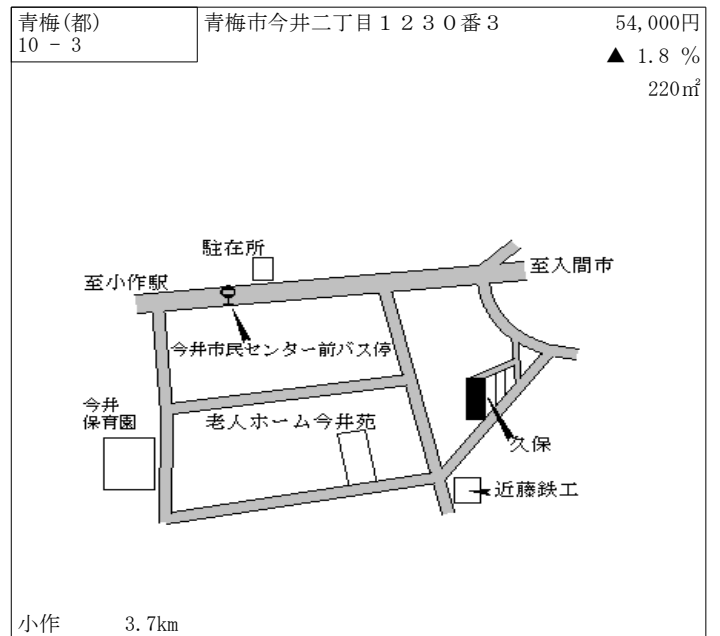 青梅(都)
10 - 3
青梅市今井二丁目１２３０番３
54,000円
▲ 1.8 %
220㎡
駐在所
至小作駅
至入間市
今井市民センター前バス停
今井
保育園
老人ホーム今井苑
久保
近藤鉄工
小作 3.7km